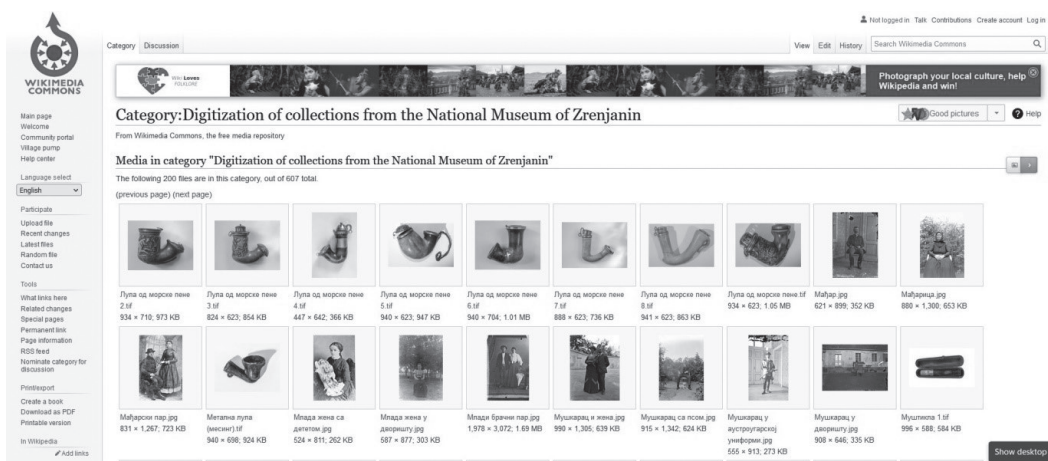 Not logged in Talk Contributions Create account Log in
Category Discussion
View Edit History Search Wikimedia Commons
WIKIMEDIA
COMMONS
Wiki Loves
FOLKLORE
Photograph your local culture, help
Wikipedia and win!
Category:Digitization of collections from the National Museum of Zrenjanin
Good pictures
Help
From Wikimedia Commons, the free media repository
Media in category "Digitization of collections from the National Museum of Zrenjanin"
The following 200 files are in this category, out of 607 total.
(previous page) (next page)
Main page
Welcome
Community portal
Village pump
Help center
Language select
English
Participate
Upload file
Recent changes
Latest files
Random file
Contact us
Tools
What links here
Related changes
Special pages
Permanent link
Page information
RSS feed
Nominate category for
discussion
Print/export
Create a book
Download as PDF
Printable version
In Wikipedia
Add links
Лула од морске пене
2.tif
934 × 710; 973 KB
Лула од морске пене
3.tif
824 × 623; 854 KB
Лула од морске пене
4.tif
447 × 642; 366 KB
Лула од морске пене
5.tif
940 × 623; 947 KB
Лула од морске пене
6.tif
940 × 704; 1.01 MB
Лула од морске пене
7.tif
888 × 623; 736 KB
Лула од морске пене
8.tif
941 × 623; 863 KB
Лула од морске пене.tif
934 × 623; 1.05 MB
Мађар.jpg
621 × 899; 352 KB
Мађарица.jpg
880 × 1,300; 653 KB
Мађарски пар.jpg
831 × 1,267; 723 KB
Метална лула
(месинг).tif
940 × 698; 924 KB
Млада жена са
дететом.jpg
524 × 811; 262 KB
Млада жена у
дворишту.jpg
587 × 877; 303 KB
Млади брачни пар.jpg
1,978 × 3,072; 1.69 MB
Мушкарац и жена.jpg
990 × 1,305; 639 KB
Мушкарац са псом.jpg
915 × 1,342; 624 KB
Мушкарац у
аустроугарској
униформи.jpg
555 × 913; 273 KB
Мушкарац у
дворишту.jpg
908 × 646; 335 KB
Муштикла 1.tif
996 × 588; 584 KB
Show desktop